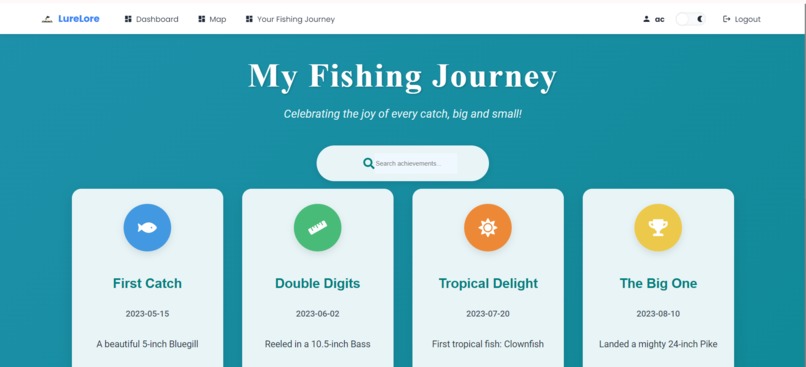 LureLore Dashboard Map Your Fishing Journey ac Logout
My Fishing Journey
Celebrating the joy of every catch, big and small!
Search achievements...
First Catch
2023-05-15
A beautiful 5-inch Bluegill
Double Digits
2023-06-02
Reeled in a 10.5-inch Bass
Tropical Delight
2023-07-20
First tropical fish: Clownfish
The Big One
2023-08-10
Landed a mighty 24-inch Pike